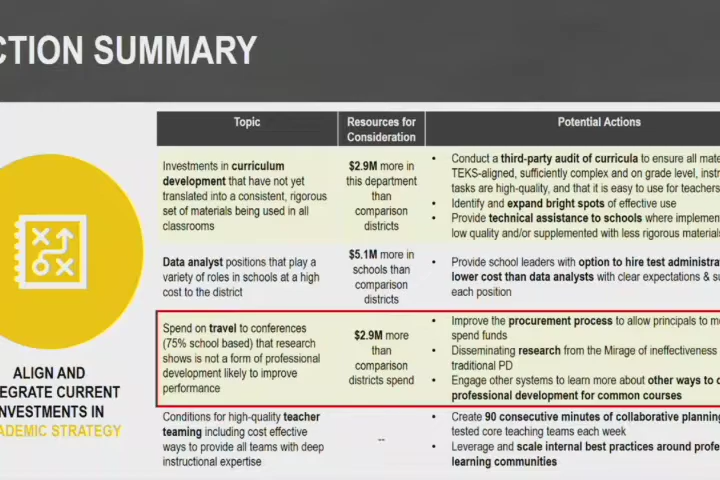 CTION SUMMARY
Topic
Resources for
Consideration
Potential Actions
Investments in curriculum
development that have not yet
translated into a consistent, rigorous
set of materials being used in all
classrooms
$2.9M more in
this department
than
comparison
districts
• Conduct a third-party audit of curricula to ensure all mate
TEKS-aligned, sufficiently complex and on grade level, instr
tasks are high-quality, and that it is easy to use for teachers
• Identify and expand bright spots of effective use
• Provide technical assistance to schools where implemen
low quality and/or supplemented with less rigorous materials
Data analyst positions that play a
variety of roles in schools at a high
cost to the district
$5.1M more in
schools than
comparison
districts
• Provide school leaders with option to hire test administrat
lower cost than data analysts with clear expectations & su
each position
Spend on travel to conferences
(75% school based) that research
shows is not a form of professional
development likely to improve
performance
$2.9M more
than
comparison
districts spend
• Improve the procurement process to allow principals to mo
spend funds
• Disseminating research from the Mirage of ineffectiveness
traditional PD
• Engage other systems to learn more about other ways to d
professional development for common courses
Conditions for high-quality teacher
teaming including cost effective
ways to provide all teams with deep
instructional expertise
--
• Create 90 consecutive minutes of collaborative planning
tested core teaching teams each week
• Leverage and scale internal best practices around profe
learning communities
ALIGN AND
EGRATE CURRENT
NVESTMENTS IN
ADEMIC STRATEGY